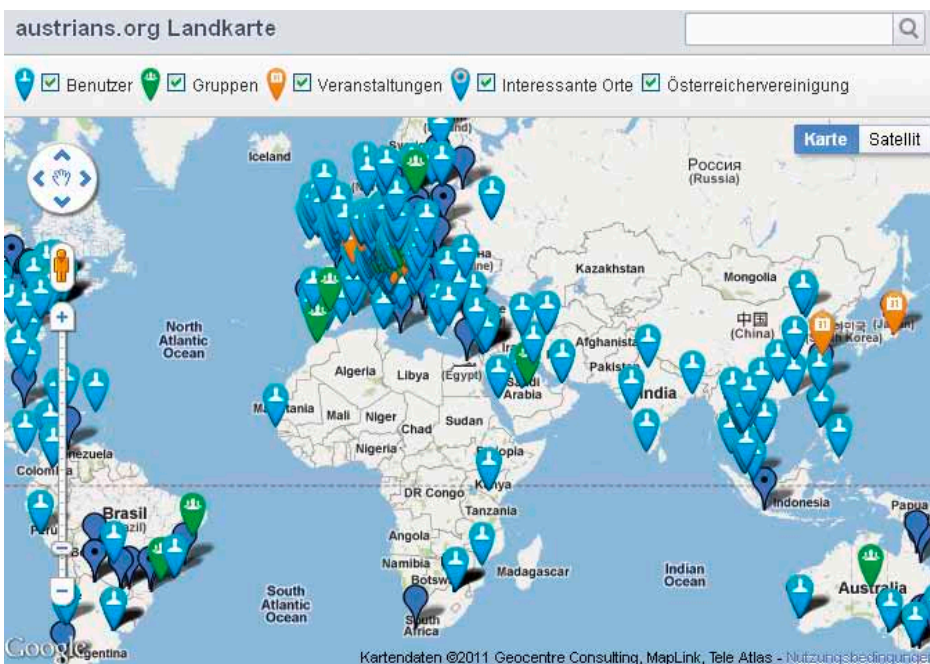 austrians.org Landkarte
Benutzer Gruppen Veranstaltungen Interessante Orte Österreichervereinigung
Karte Satellit
Iceland
Россия
(Russia)
Kazakhstan
Mongolia
North
Atlantic
Ocean
中国
(China)
Afghanista
Algeria Libya (Egypt)
Pakist
India
Arabia
Mali Niger
Chad Sudan
Nigeria
Colom
DR Congo
Tanzania
Indonesia
Papua
Brasil
Angola
Namibia
Botsw
Madagascar
Indian
Ocean
Australia
South
Atlantic
Ocean
South
Africa
Google
Kartendaten ©2011 Geocentre Consulting, MapLink, Tele Atlas - Nutzungsbedingungen